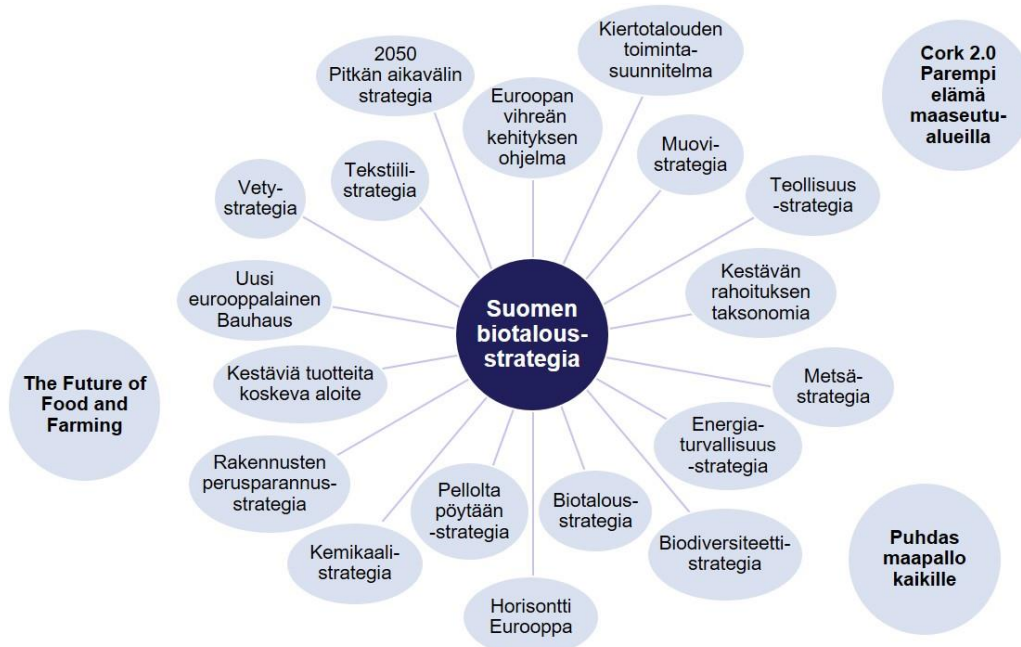 2050
Pitkän aikavälin
strategia
Euroopan
vihreän
kehityksen
ohjelma
Kiertotalouden
toiminta-
suunnitelma
Cork 2.0
Parempi
elämä
maaseutu-
alueilla
Vety-
strategia
Tekstiili-
strategia
Muovi-
strategia
Teollisuus
-strategia
Uusi
eurooppalainen
Bauhaus
Suomen
biotalous-
strategia
Kestävän
rahoituksen
taksonomia
The Future of
Food and
Farming
Kestäviä tuotteita
koskeva aloite
Metsä-
strategia
Rakennusten
perusparannus-
strategia
Energia-
turvallisuus
-strategia
Kemikaali-
strategia
Pellolta
pöytään
-strategia
Biotalous-
strategia
Biodiversiteetti-
strategia
Puhdas
maapallo
kaikille
Horisontti
Eurooppa